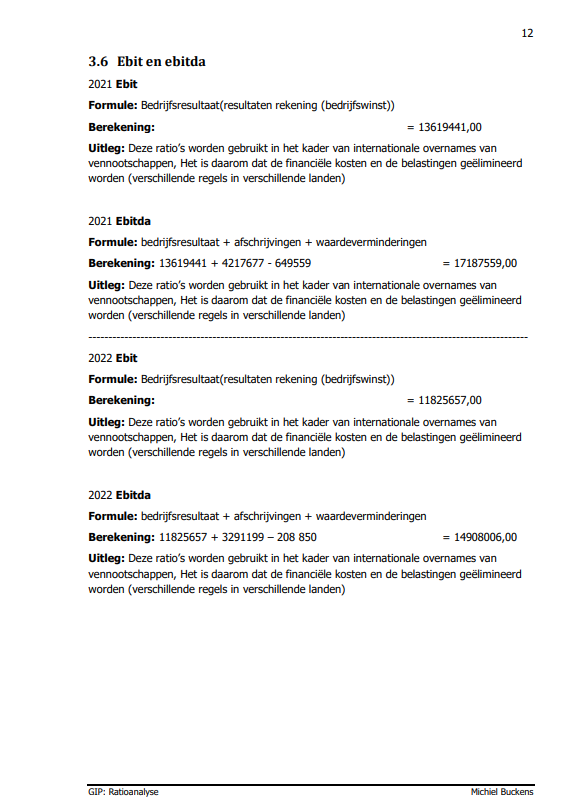 12
3.6 Ebit en ebitda
2021 Ebit
Formule: Bedrijfsresultaat(resultaten rekening (bedrijfswinst))
Berekening: = 13619441,00
Uitleg: Deze ratio's worden gebruikt in het kader van internationale overnames van
vennootschappen, Het is daarom dat de financiële kosten en de belastingen geëlimineerd
worden (verschillende regels in verschillende landen)
2021 Ebitda
Formule: bedrijfsresultaat + afschrijvingen + waardeverminderingen
Berekening: 13619441 + 4217677 - 649559 = 17187559,00
Uitleg: Deze ratio's worden gebruikt in het kader van internationale overnames van
vennootschappen, Het is daarom dat de financiële kosten en de belastingen geëlimineerd
worden (verschillende regels in verschillende landen)
2022 Ebit
Formule: Bedrijfsresultaat(resultaten rekening (bedrijfswinst))
Berekening: = 11825657,00
Uitleg: Deze ratio's worden gebruikt in het kader van internationale overnames van
vennootschappen, Het is daarom dat de financiële kosten en de belastingen geëlimineerd
worden (verschillende regels in verschillende landen)
2022 Ebitda
Formule: bedrijfsresultaat + afschrijvingen + waardeverminderingen
Berekening: 11825657 + 3291199 – 208 850 = 14908006,00
Uitleg: Deze ratio's worden gebruikt in het kader van internationale overnames van
vennootschappen, Het is daarom dat de financiële kosten en de belastingen geëlimineerd
worden (verschillende regels in verschillende landen)
GIP: Ratioanalyse Michiel Buckens